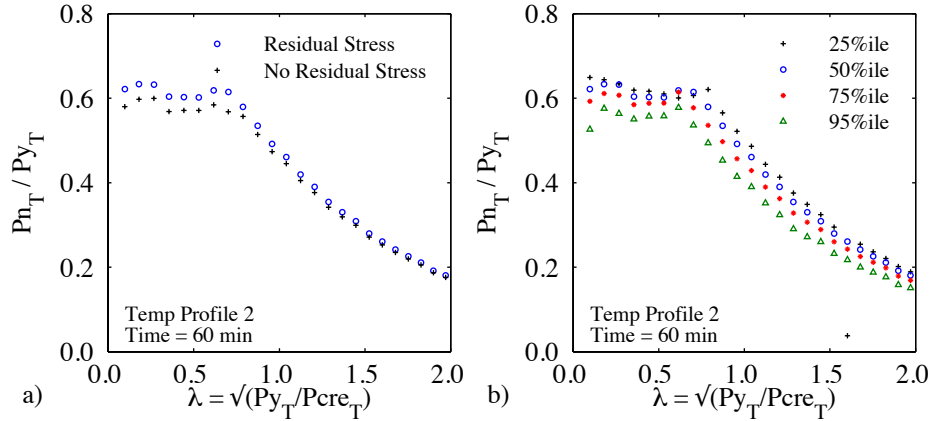 0.8
0.6
0.4
0.2
0.0
Pn_T / Py_T
Residual Stress
No Residual Stress
Temp Profile 2
Time = 60 min
0.0 0.5 1.0 1.5 2.0
a) λ = √(Py_T/Pcre_T)
0.8
0.6
0.4
0.2
0.0
Pn_T / Py_T
25%ile
50%ile
75%ile
95%ile
Temp Profile 2
Time = 60 min
0.0 0.5 1.0 1.5 2.0
b) λ = √(Py_T/Pcre_T)